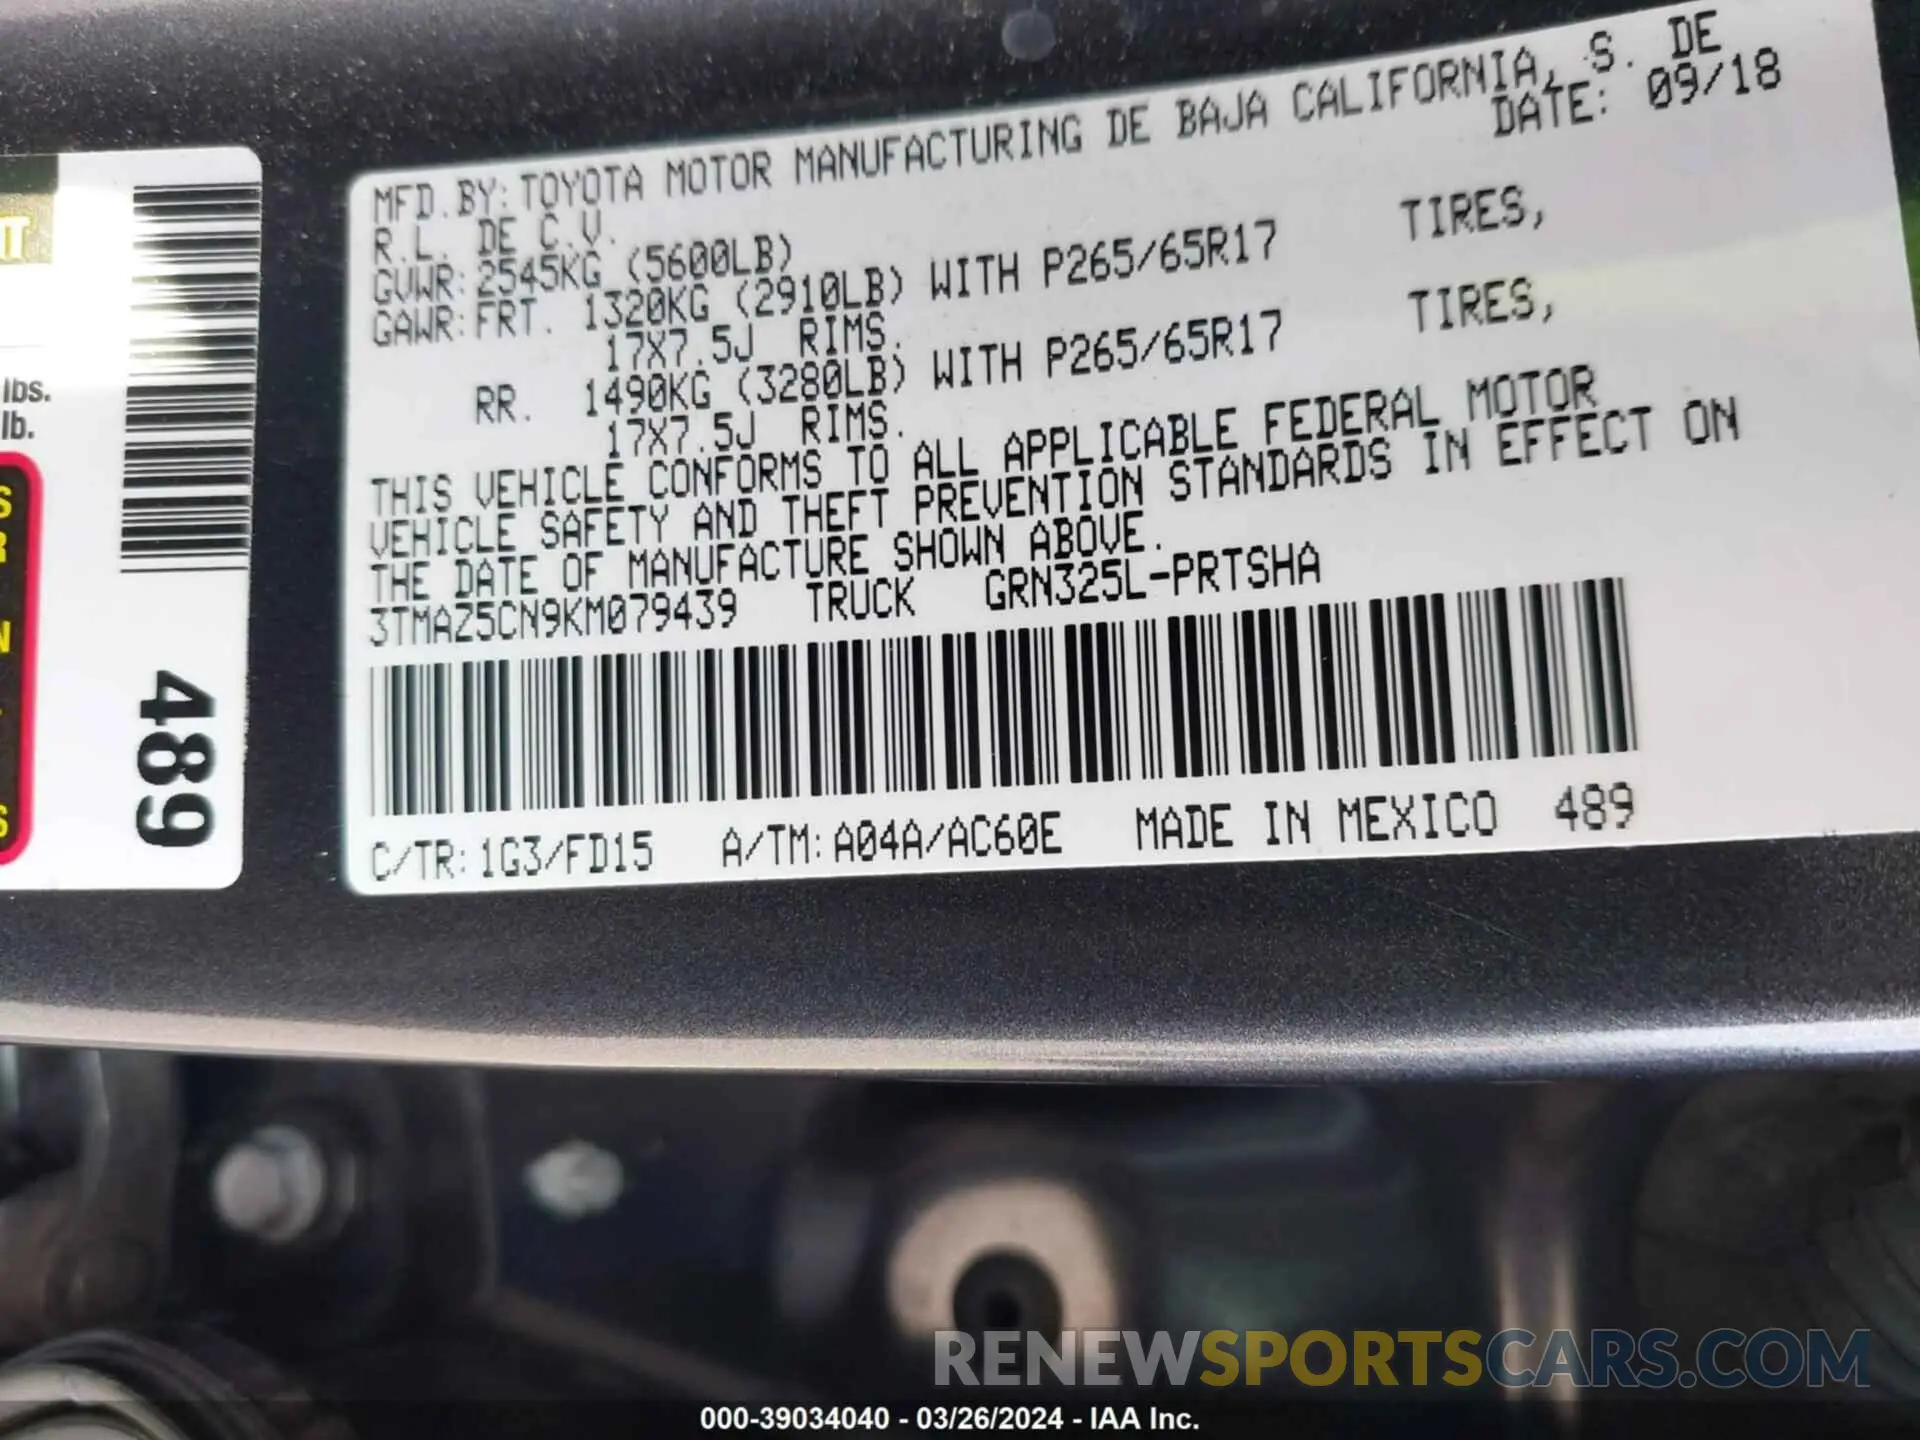 MFD.BY: TOYOTA MOTOR MANUFACTURING DE BAJA CALIFORNIA, S. DE
R.L. DE C.V. DATE: 09/18
GVWR: 2545KG (5600LB)
GAWR: FRT. 1320KG (2910LB) WITH P265/65R17 TIRES,
17X7.5J RIMS.
RR. 1490KG (3280LB) WITH P265/65R17 TIRES,
17X7.5J RIMS.
THIS VEHICLE CONFORMS TO ALL APPLICABLE FEDERAL MOTOR
VEHICLE SAFETY AND THEFT PREVENTION STANDARDS IN EFFECT ON
THE DATE OF MANUFACTURE SHOWN ABOVE.
3TMAZ5CN9KM079439 TRUCK GRN325L-PRTSHA
C/TR: 1G3/FD15 A/TM: A04A/AC60E MADE IN MEXICO 489
lbs.
lb.
489
RENEWSPORTSCARS.COM
000-39034040 - 03/26/2024 - IAA Inc.